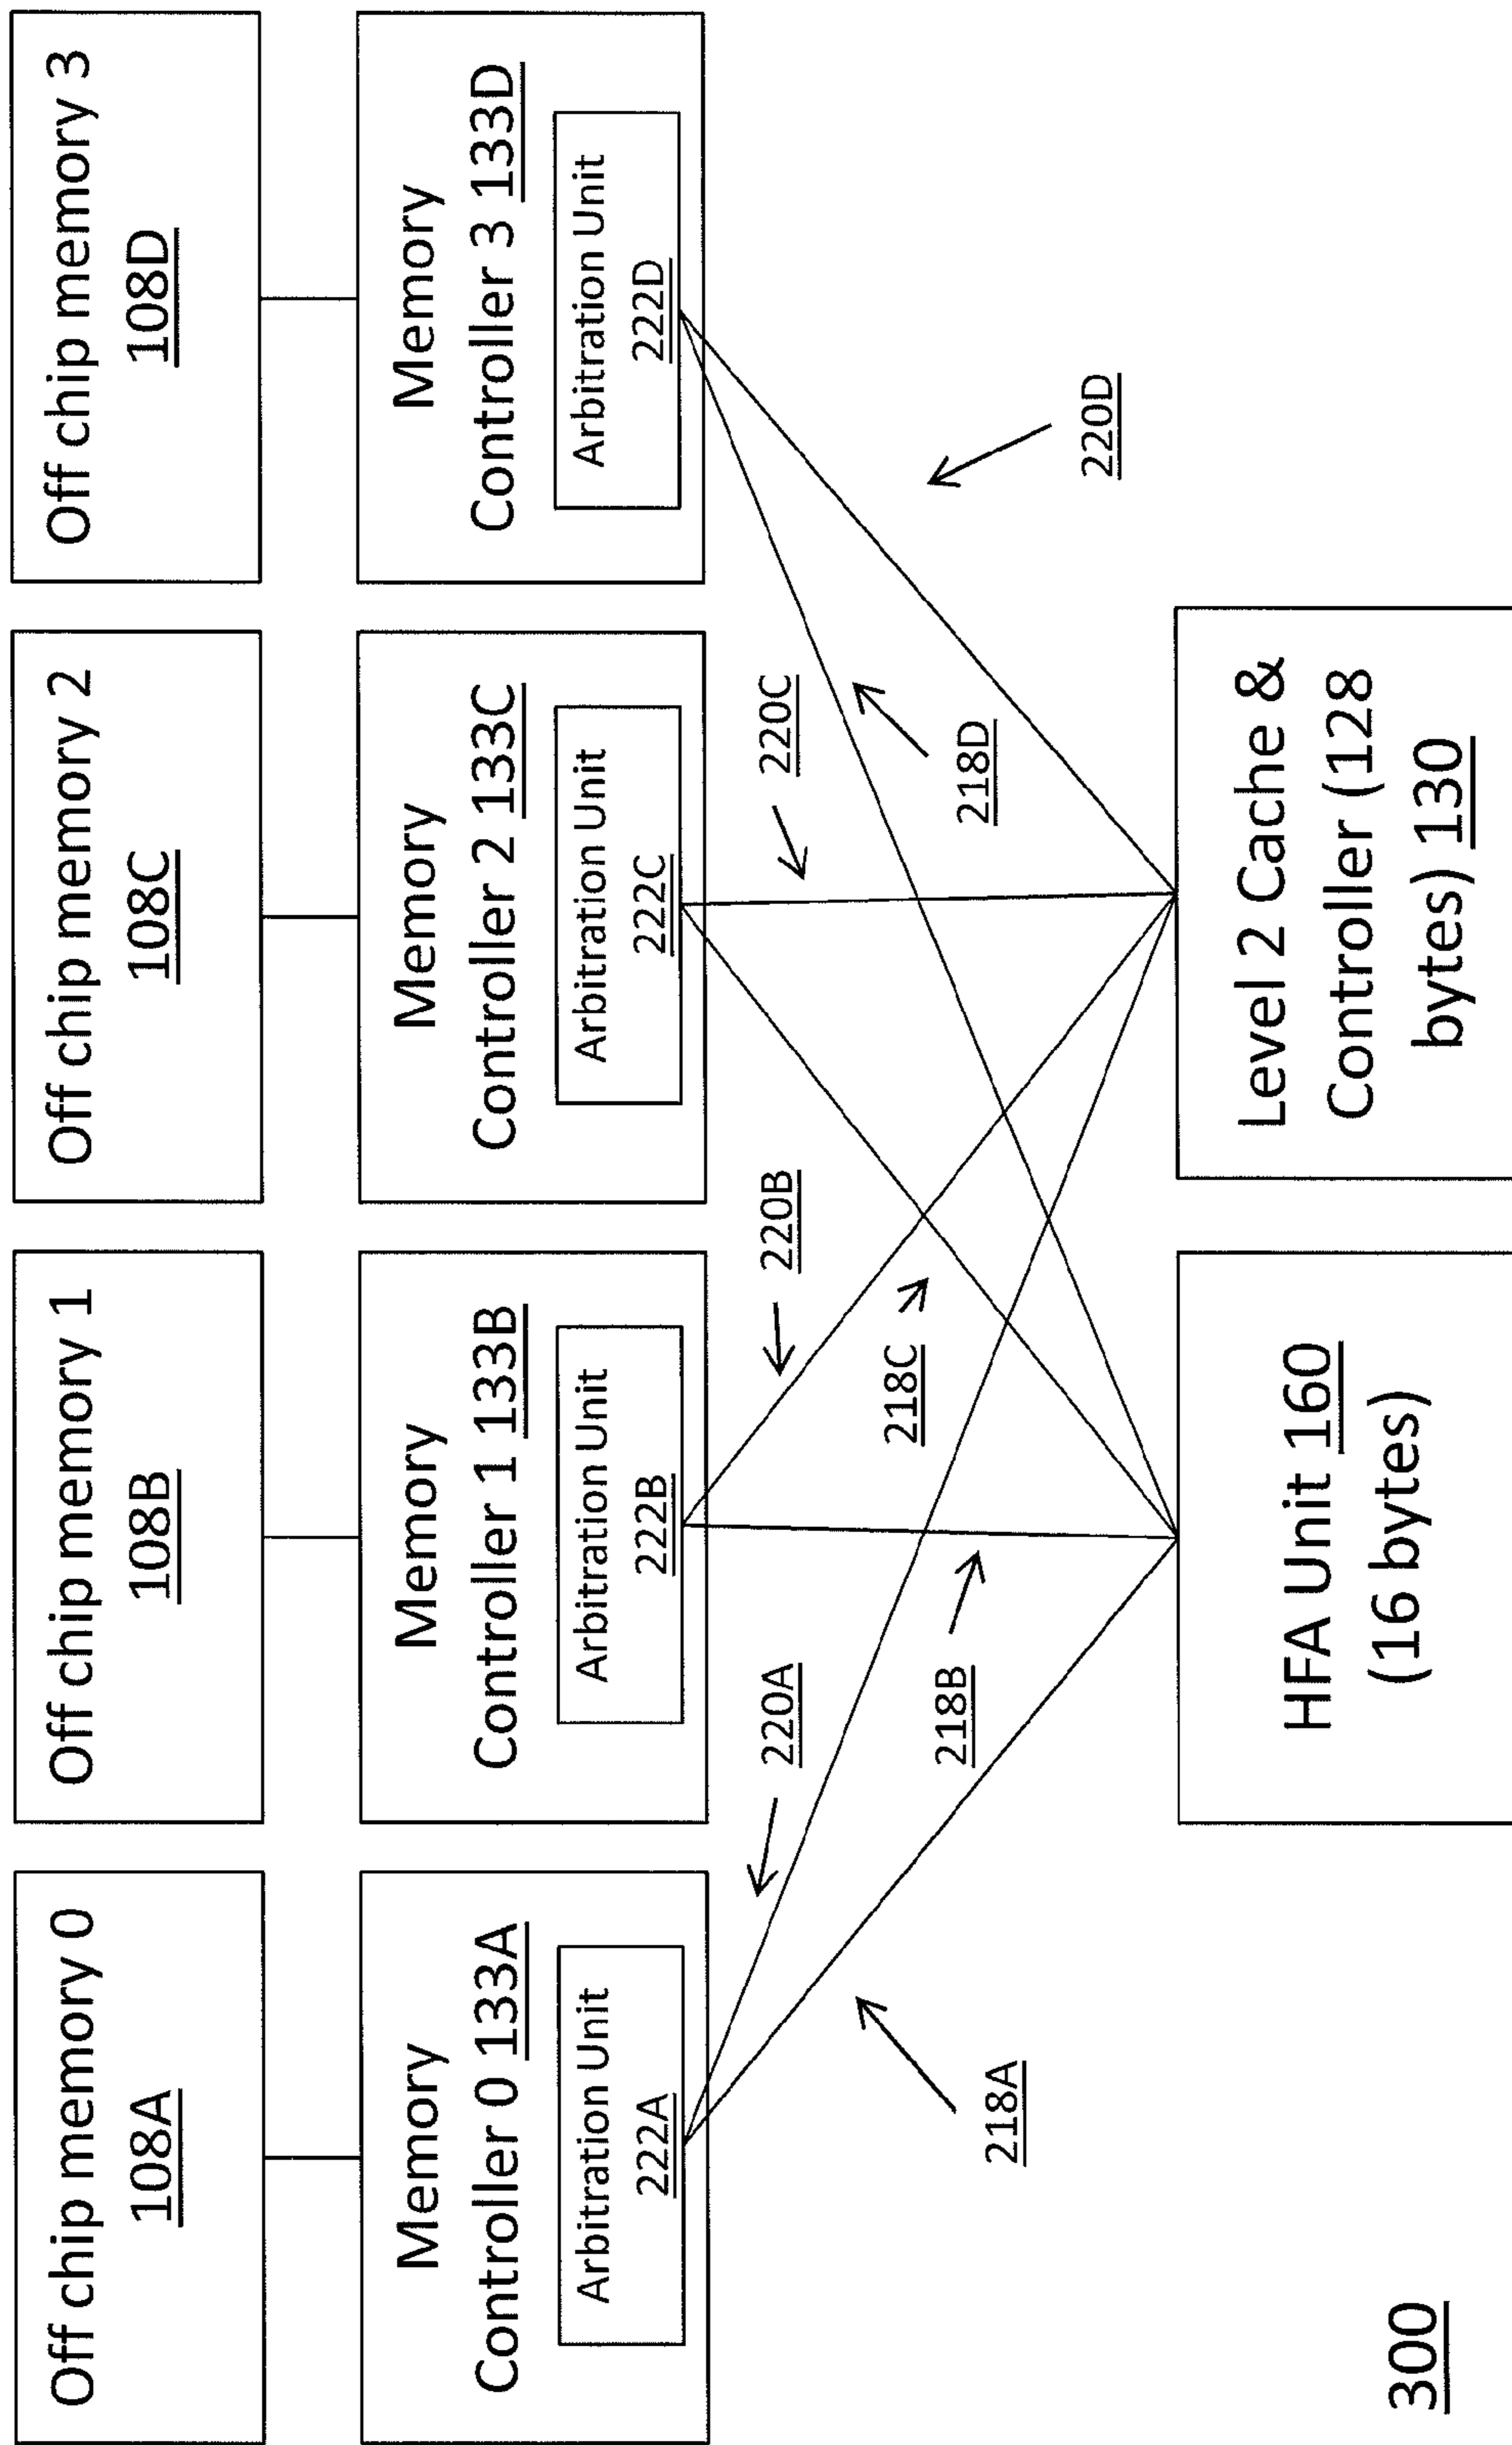 Off chip memory 0
108A
Off chip memory 1
108B
Off chip memory 2
108C
Off chip memory 3
108D
Memory
Controller 0 133A
Arbitration Unit
222A
Memory
Controller 1 133B
Arbitration Unit
222B
Memory
Controller 2 133C
Arbitration Unit
222C
Memory
Controller 3 133D
Arbitration Unit
222D
220A
220B
220C
218B
218C
218D
218A
220D
HFA Unit 160
(16 bytes)
Level 2 Cache &
Controller (128
bytes) 130
300